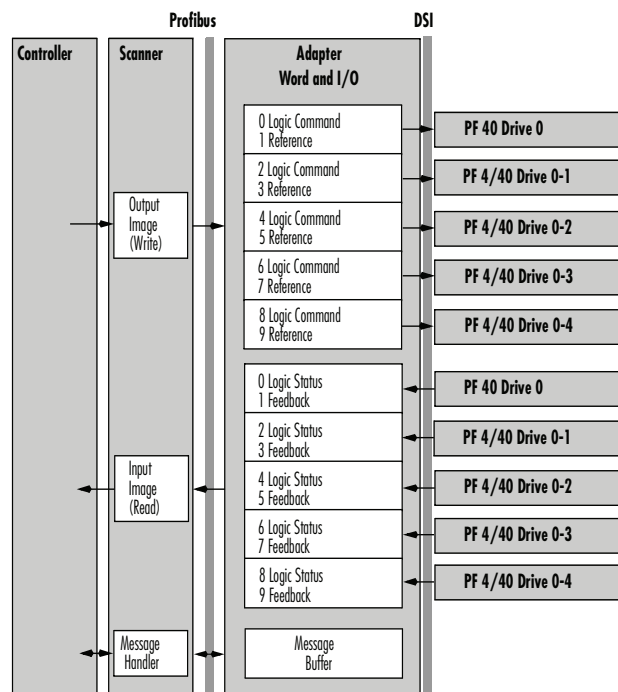 Profibus
DSI
Controller
Scanner
Adapter
Word and I/O
0 Logic Command
1 Reference
PF 40 Drive 0
2 Logic Command
3 Reference
PF 4/40 Drive 0-1
Output
Image
(Write)
4 Logic Command
5 Reference
PF 4/40 Drive 0-2
6 Logic Command
7 Reference
PF 4/40 Drive 0-3
8 Logic Command
9 Reference
PF 4/40 Drive 0-4
0 Logic Status
1 Feedback
PF 40 Drive 0
2 Logic Status
3 Feedback
PF 4/40 Drive 0-1
Input
Image
(Read)
4 Logic Status
5 Feedback
PF 4/40 Drive 0-2
6 Logic Status
7 Feedback
PF 4/40 Drive 0-3
8 Logic Status
9 Feedback
PF 4/40 Drive 0-4
Message
Handler
Message
Buffer